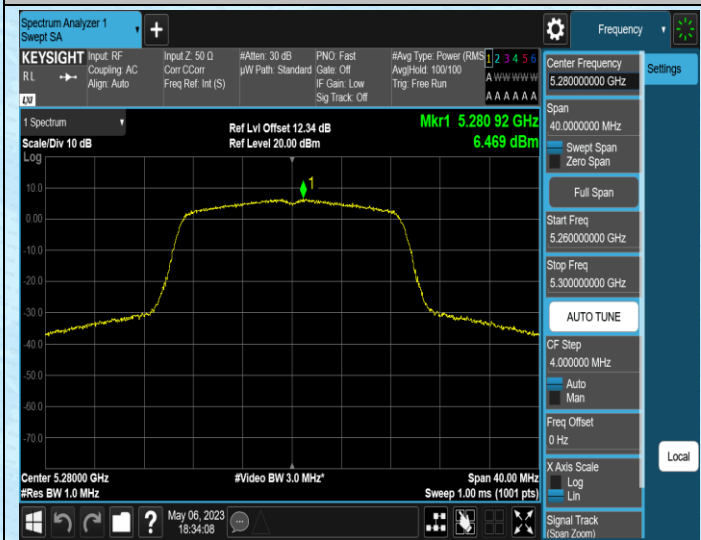 Spectrum Analyzer 1
Swept SA
Frequency
KEYSIGHT
RL
LXI
Input: RF
Coupling: AC
Align: Auto
Input Z: 50 Ω
Corr CCorr
Freq Ref: Int (S)
#Atten: 30 dB
µW Path: Standard
PNO: Fast
Gate: Off
IF Gain: Low
Sig Track: Off
#Avg Type: Power (RMS
Avg|Hold: 100/100
Trig: Free Run
1 2 3 4 5 6
A W W W W W
A A A A A A
1 Spectrum
Scale/Div 10 dB
Log
Ref Lvl Offset 12.34 dB
Ref Level 20.00 dBm
Mkr1 5.280 92 GHz
6.469 dBm
1
10.0
0.00
-10.0
-20.0
-30.0
-40.0
-50.0
-60.0
-70.0
Center 5.28000 GHz
#Res BW 1.0 MHz
#Video BW 3.0 MHz*
Span 40.00 MHz
Sweep 1.00 ms (1001 pts)
?
May 06, 2023
18:34:08
Center Frequency
5.280000000 GHz
Settings
Span
40.0000000 MHz
Swept Span
Zero Span
Full Span
Start Freq
5.260000000 GHz
Stop Freq
5.300000000 GHz
AUTO TUNE
CF Step
4.000000 MHz
Auto
Man
Freq Offset
0 Hz
X Axis Scale
Log
Lin
Local
Signal Track
(Span Zoom)